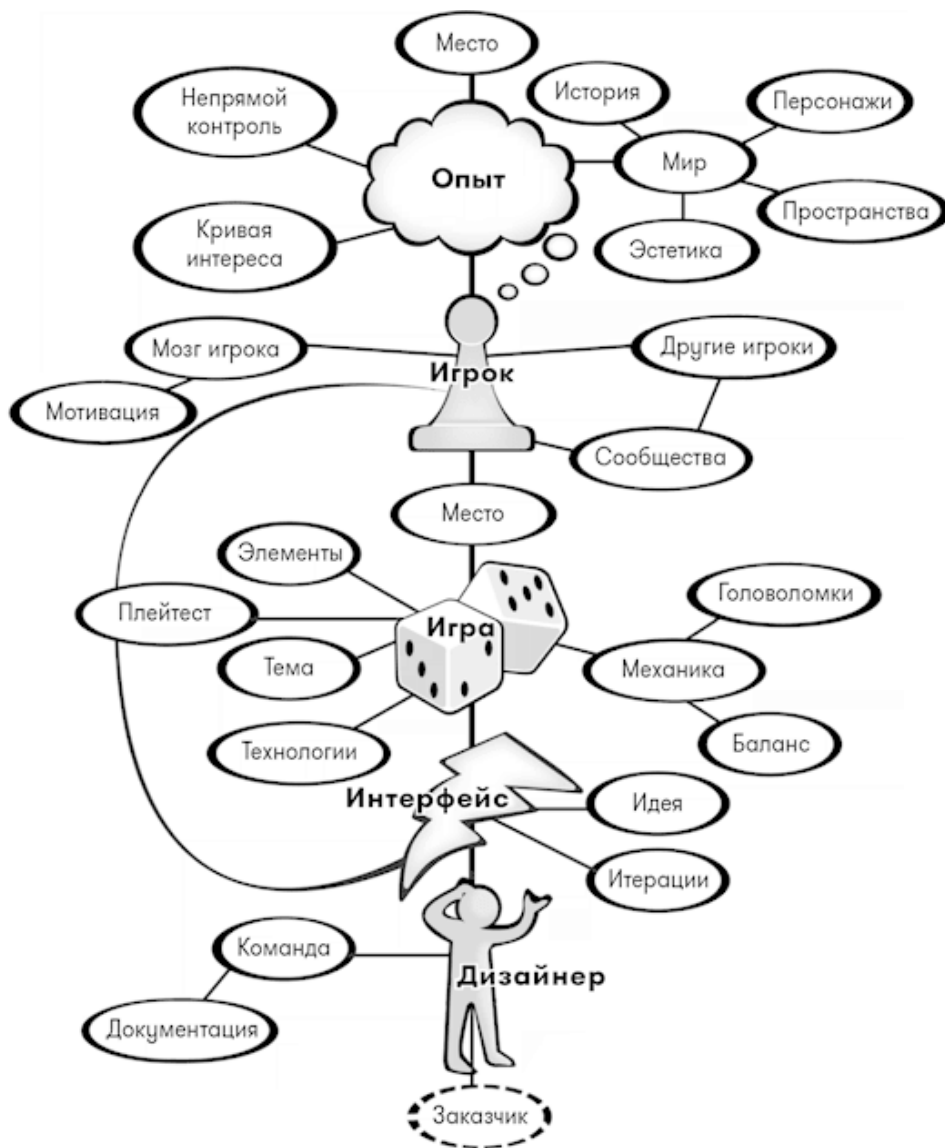 Место
Непрямой
контроль
История
Персонажи
Опыт
Мир
Пространства
Кривая
интереса
Эстетика
Мозг игрока
Другие игроки
Игрок
Мотивация
Сообщества
Место
Элементы
Плейтест
Игра
Головоломки
Тема
Механика
Технологии
Баланс
Интерфейс
Идея
Итерации
Команда
Дизайнер
Документация
Заказчик